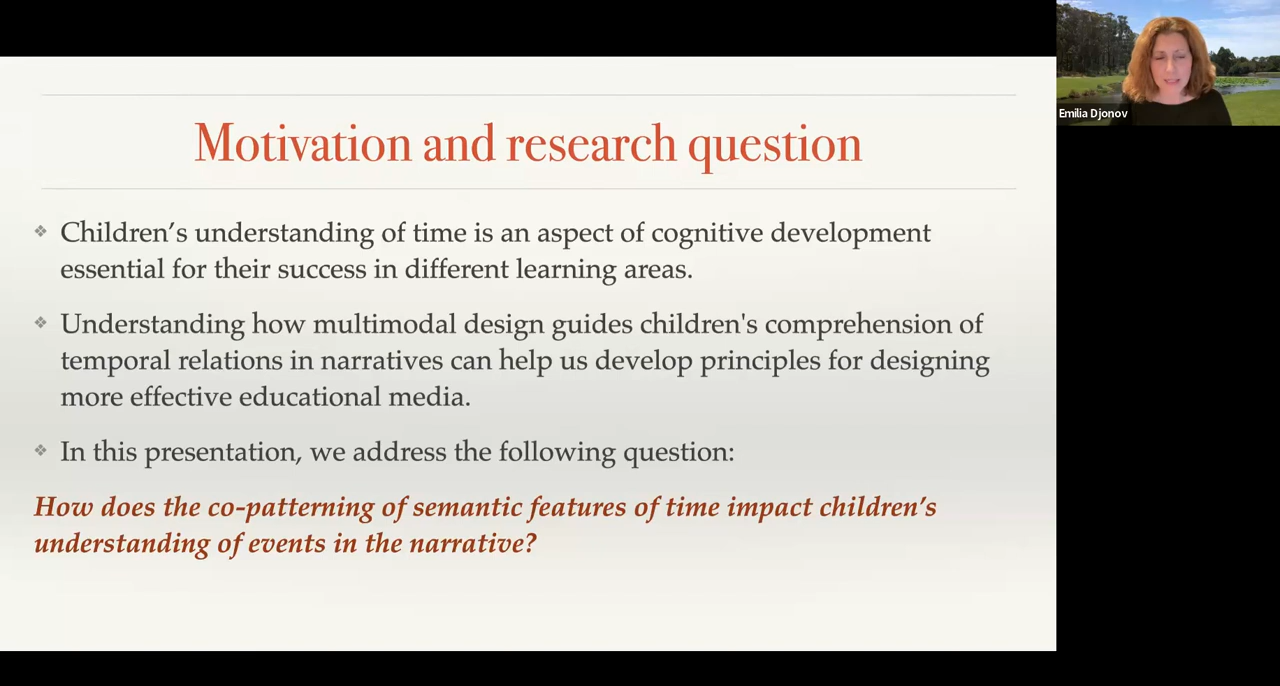 Motivation and research question
Children’s understanding of time is an aspect of cognitive development
essential for their success in different learning areas.
Understanding how multimodal design guides children's comprehension of
temporal relations in narratives can help us develop principles for designing
more effective educational media.
In this presentation, we address the following question:
How does the co-patterning of semantic features of time impact children’s
understanding of events in the narrative?
Emilia Djonov